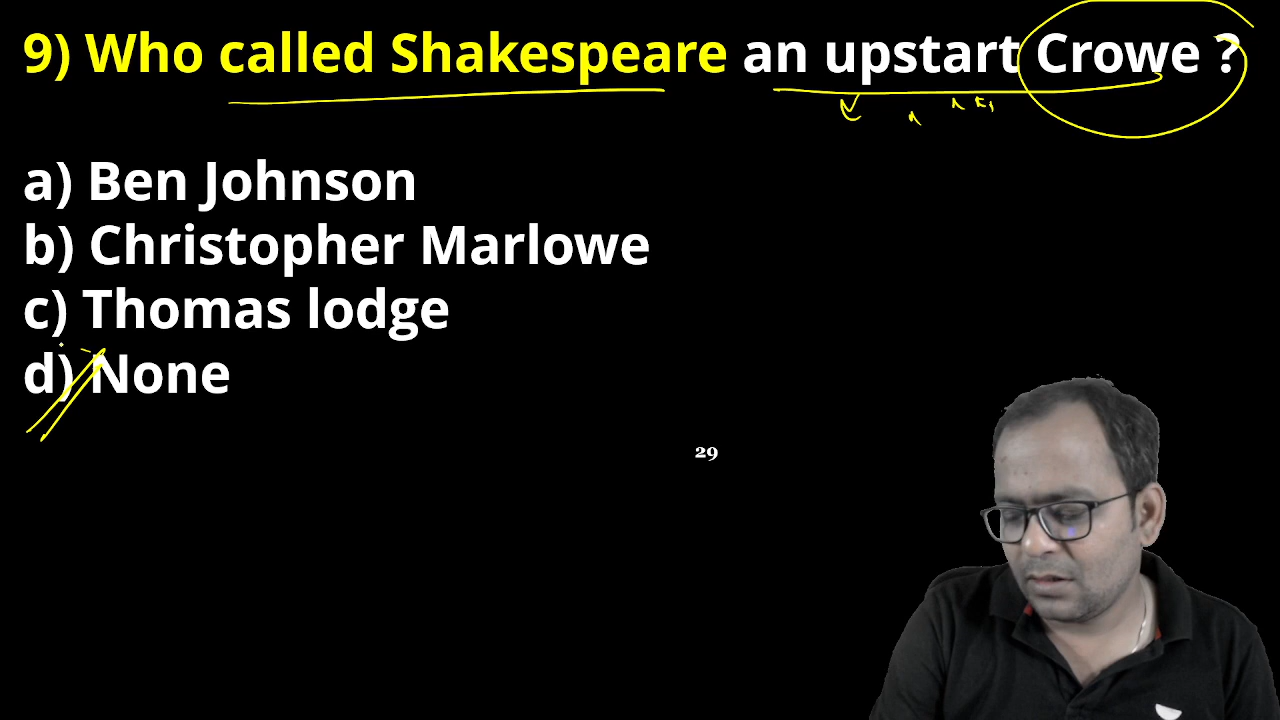 9) Who called Shakespeare an upstart Crowe ?
a) Ben Johnson
b) Christopher Marlowe
c) Thomas lodge
d) None
29